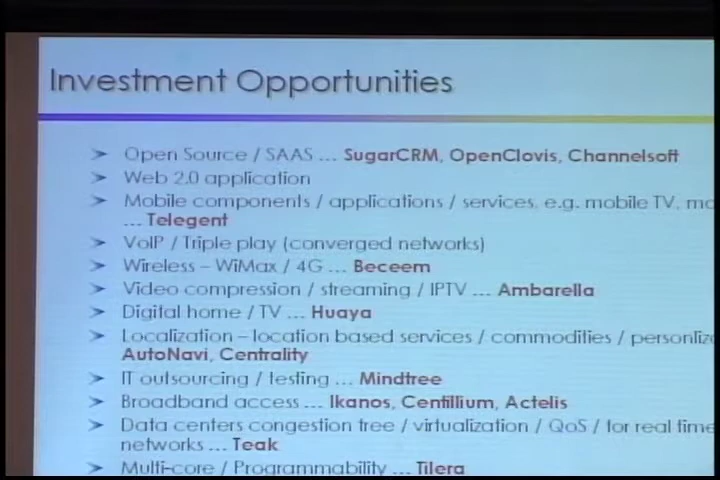 Investment Opportunities
➢ Open Source / SAAS ... SugarCRM, OpenClovis, Channelsoft
➢ Web 2.0 application
➢ Mobile components / applications / services, e.g. mobile TV,
... Telegent
➢ VoIP / Triple play (converged networks)
➢ Wireless – WiMax / 4G ... Beceem
➢ Video compression / streaming / IPTV ... Ambarella
➢ Digital home / TV ... Huaya
➢ Localization – location based services / commodities /
AutoNavi, Centrality
➢ IT outsourcing / testing ... Mindtree
➢ Broadband access ... Ikanos, Centillium, Actelis
➢ Data centers congestion tree / virtualization / QoS / for real time
networks ... Teak
➢ Multi-core / Programmability ... Tilera